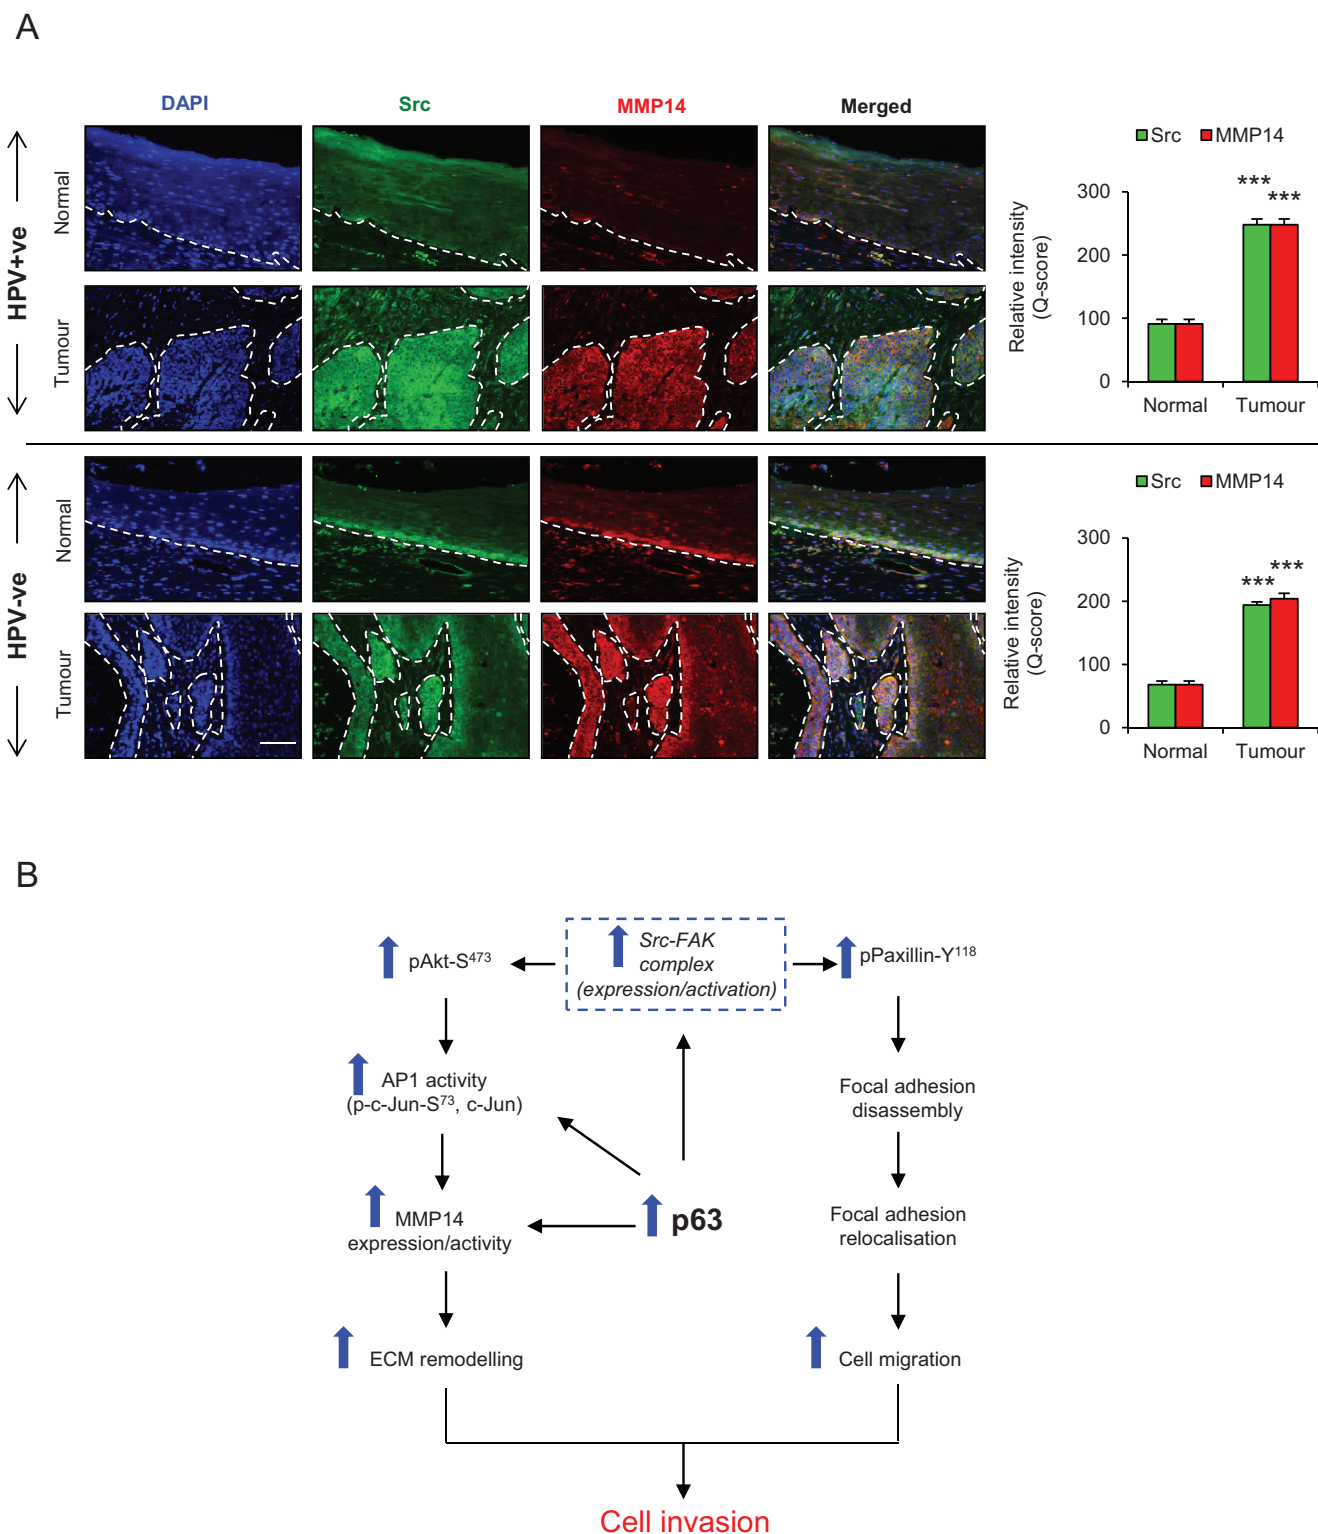 A
DAPI
Src
MMP14
Merged
HPV+ve
Normal
Tumour
Src MMP14
Relative intensity
(Q-score)
300
200
100
0
***
***
Normal
Tumour
HPV-ve
Normal
Tumour
Src MMP14
Relative intensity
(Q-score)
300
200
100
0
***
***
Normal
Tumour
B
Src-FAK
complex
(expression/activation)
pAkt-S473
pPaxillin-Y118
AP1 activity
(p-c-Jun-S73, c-Jun)
Focal adhesion
disassembly
MMP14
expression/activity
p63
Focal adhesion
relocalisation
ECM remodelling
Cell migration
Cell invasion